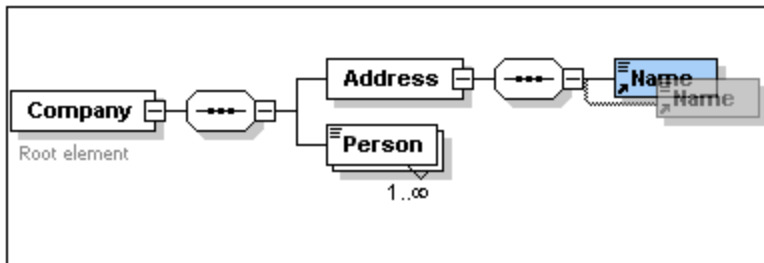 Address
Name
Name
Company
Root element
Person
1..∞